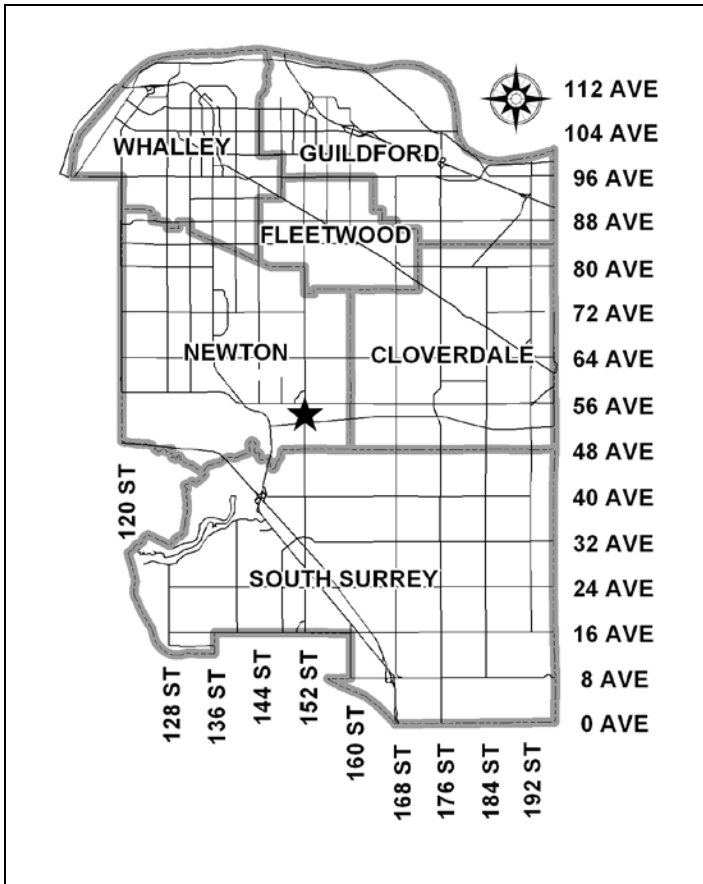 112 AVE
104 AVE
WHALLEY
GUILDFORD
96 AVE
88 AVE
FLEETWOOD
80 AVE
72 AVE
NEWTON
CLOVERDALE
64 AVE
56 AVE
48 AVE
120 ST
40 AVE
32 AVE
SOUTH SURREY
24 AVE
16 AVE
128 ST
136 ST
144 ST
152 ST
160 ST
168 ST
176 ST
184 ST
192 ST
8 AVE
0 AVE